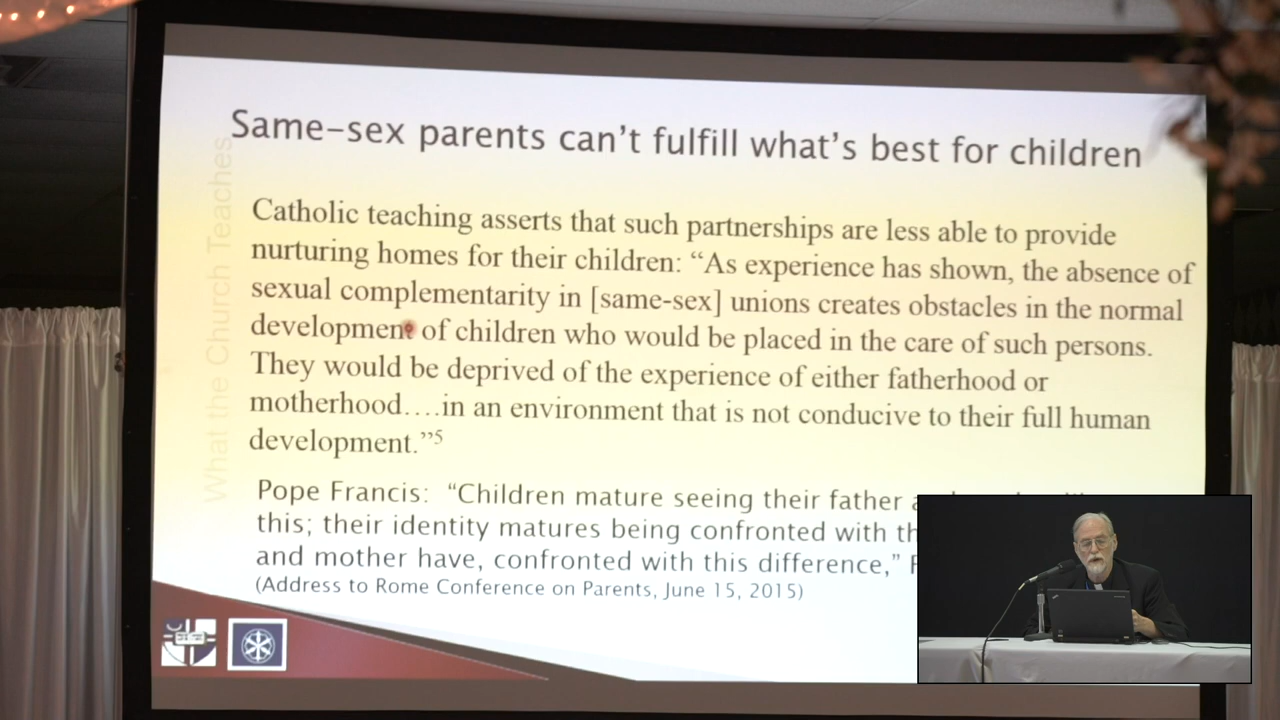 Same-sex parents can't fulfill what's best for children
What the Church Teaches
Catholic teaching asserts that such partnerships are less able to provide
nurturing homes for their children: “As experience has shown, the absence of
sexual complementarity in [same-sex] unions creates obstacles in the normal
development of children who would be placed in the care of such persons.
They would be deprived of the experience of either fatherhood or
motherhood….in an environment that is not conducive to their full human
development.”5
Pope Francis: “Children mature seeing their father
this; their identity matures being confronted with
and mother have, confronted with this difference,”
(Address to Rome Conference on Parents, June 15, 2015)